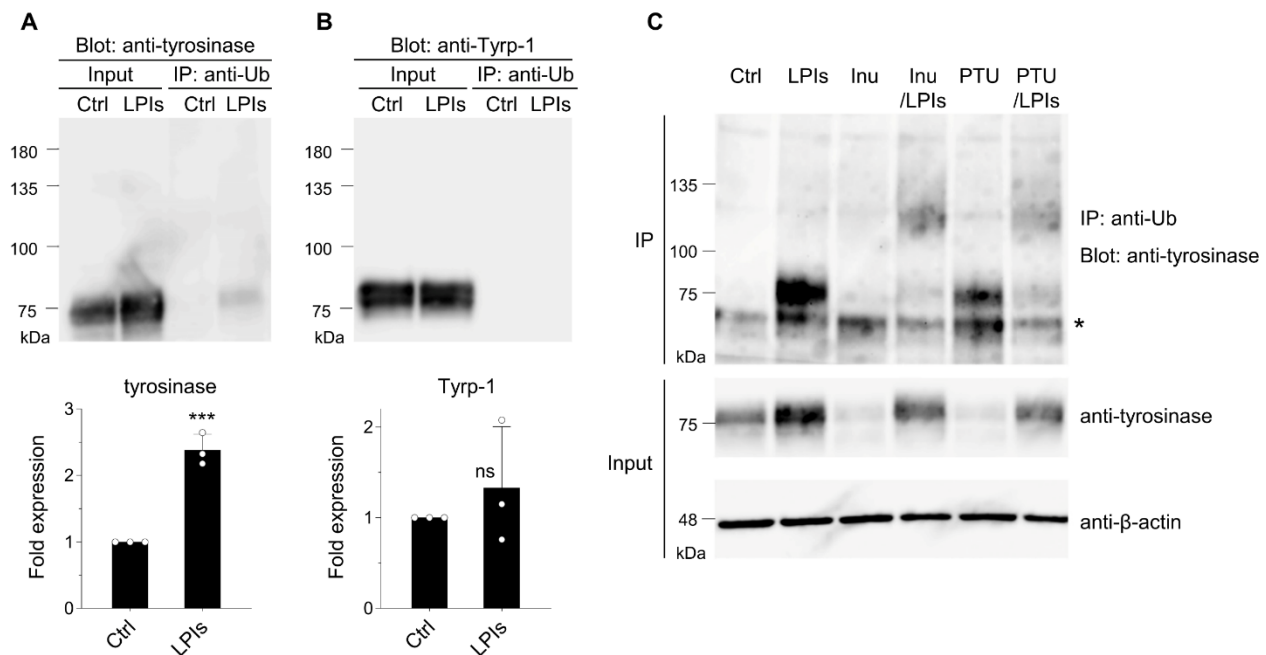 A
Blot: anti-tyrosinase
Input IP: anti-Ub
Ctrl LPIs Ctrl LPIs
180
135
100
75
kDa
tyrosinase
Fold expression
3
2
1
0
***
Ctrl
LPIs
B
Blot: anti-Tyrp-1
Input IP: anti-Ub
Ctrl LPIs Ctrl LPIs
180
135
100
75
kDa
Tyrp-1
Fold expression
2
1
0
ns
Ctrl
LPIs
C
Ctrl LPIs Inu Inu PTU PTU
/LPIs /LPIs
IP
135
100
75
kDa
IP: anti-Ub
Blot: anti-tyrosinase
*
Input
75
anti-tyrosinase
48
kDa
anti-β-actin